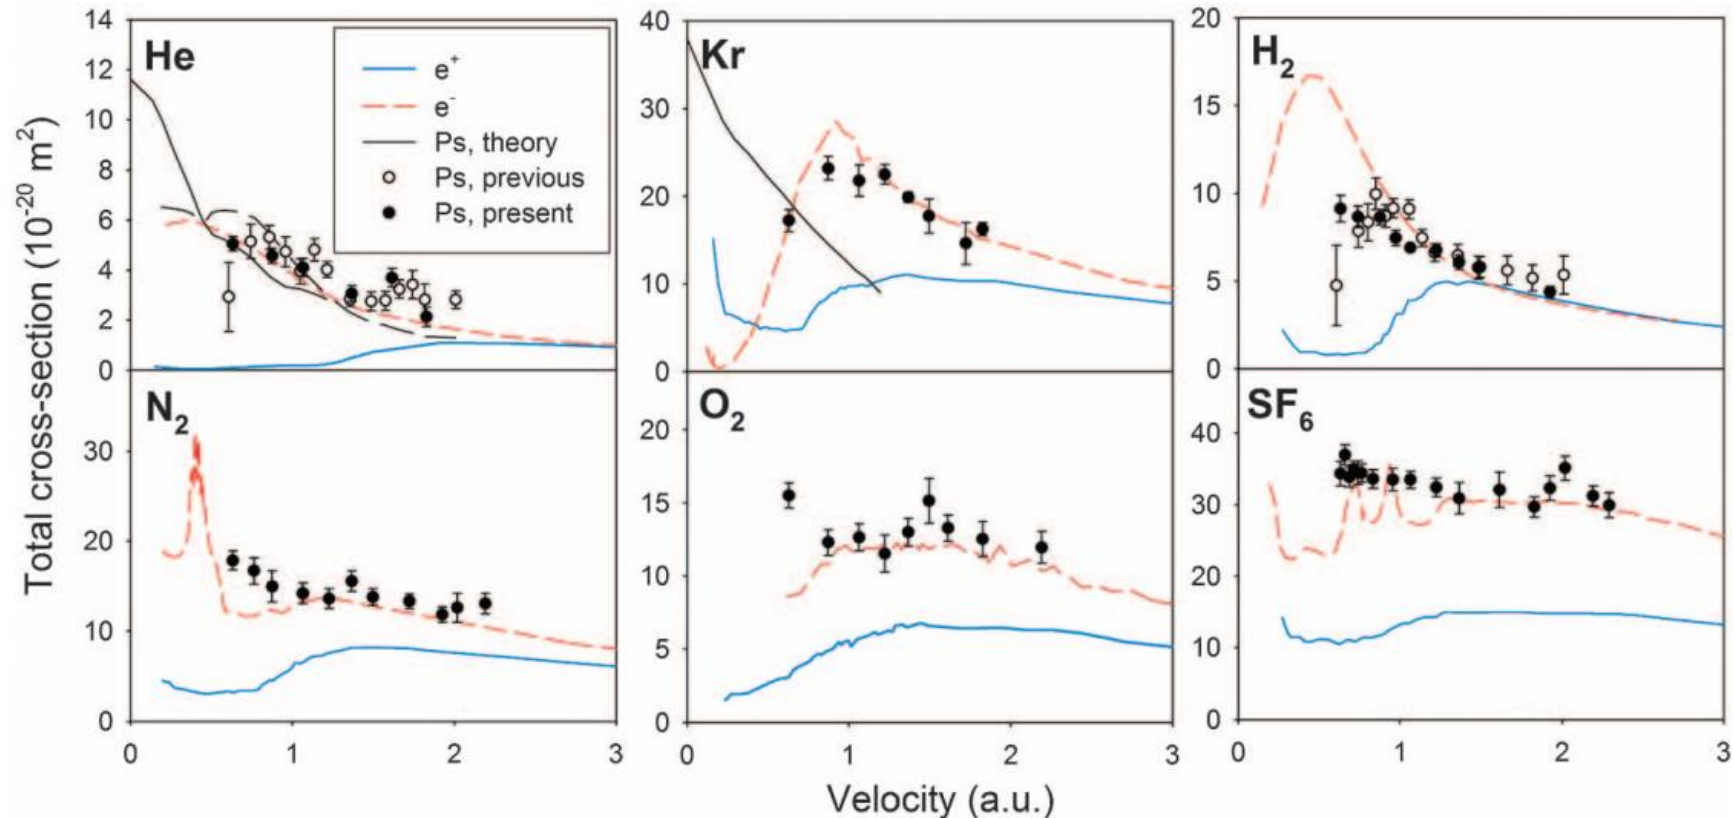 Total cross-section (10⁻²⁰ m²)
14
12
10
8
6
4
2
0
He
e⁺
e⁻
Ps, theory
Ps, previous
Ps, present
40
30
20
10
0
Kr
20
15
10
5
0
H₂
30
20
10
0
N₂
20
15
10
5
0
O₂
40
30
20
10
0
SF₆
0 1 2 3
0 1 2 3
0 1 2 3
Velocity (a.u.)